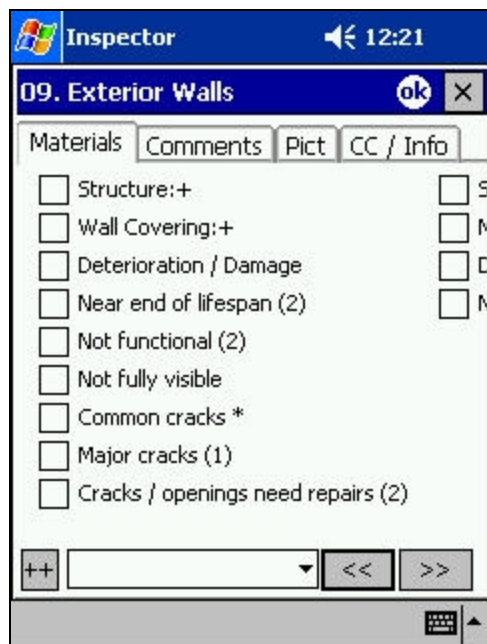 Inspector 12:21
09. Exterior Walls ok
Materials Comments Pict CC / Info
Structure:+
Wall Covering:+
Deterioration / Damage
Near end of lifespan (2)
Not functional (2)
Not fully visible
Common cracks *
Major cracks (1)
Cracks / openings need repairs (2)
++ << >>